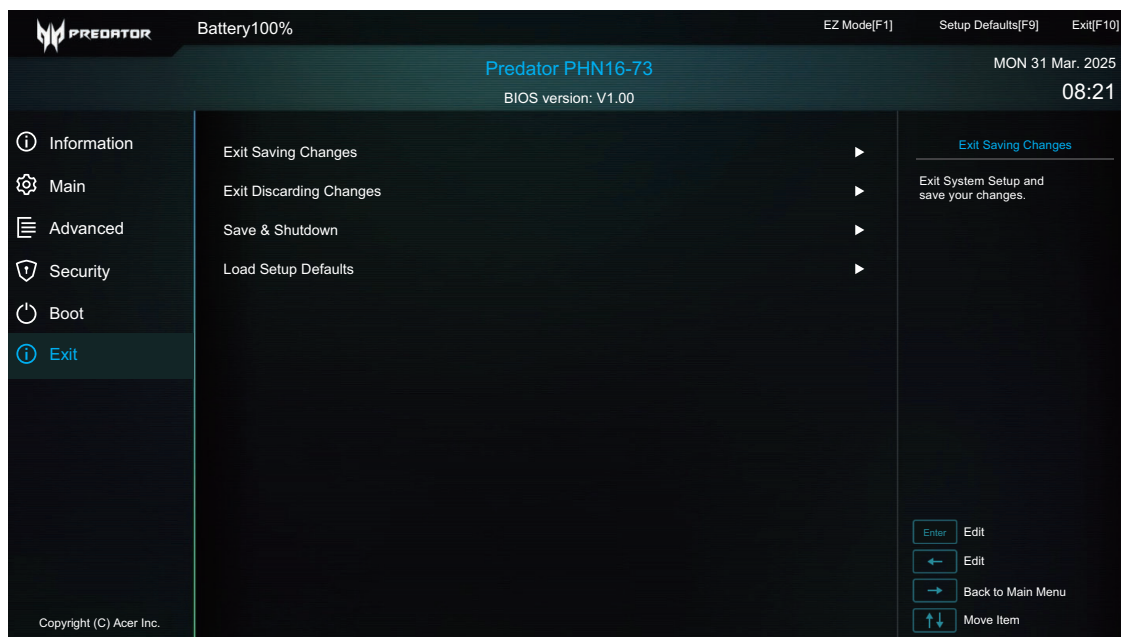 PREDATOR
Battery100%
EZ Mode[F1]
Setup Defaults[F9]
Exit[F10]
Predator PHN16-73
BIOS version: V1.00
MON 31 Mar. 2025
08:21
Information
Main
Advanced
Security
Boot
Exit
Exit Saving Changes
Exit Discarding Changes
Save & Shutdown
Load Setup Defaults
Exit Saving Changes
Exit System Setup and
save your changes.
Enter Edit
← Edit
→ Back to Main Menu
↑↓ Move Item
Copyright (C) Acer Inc.